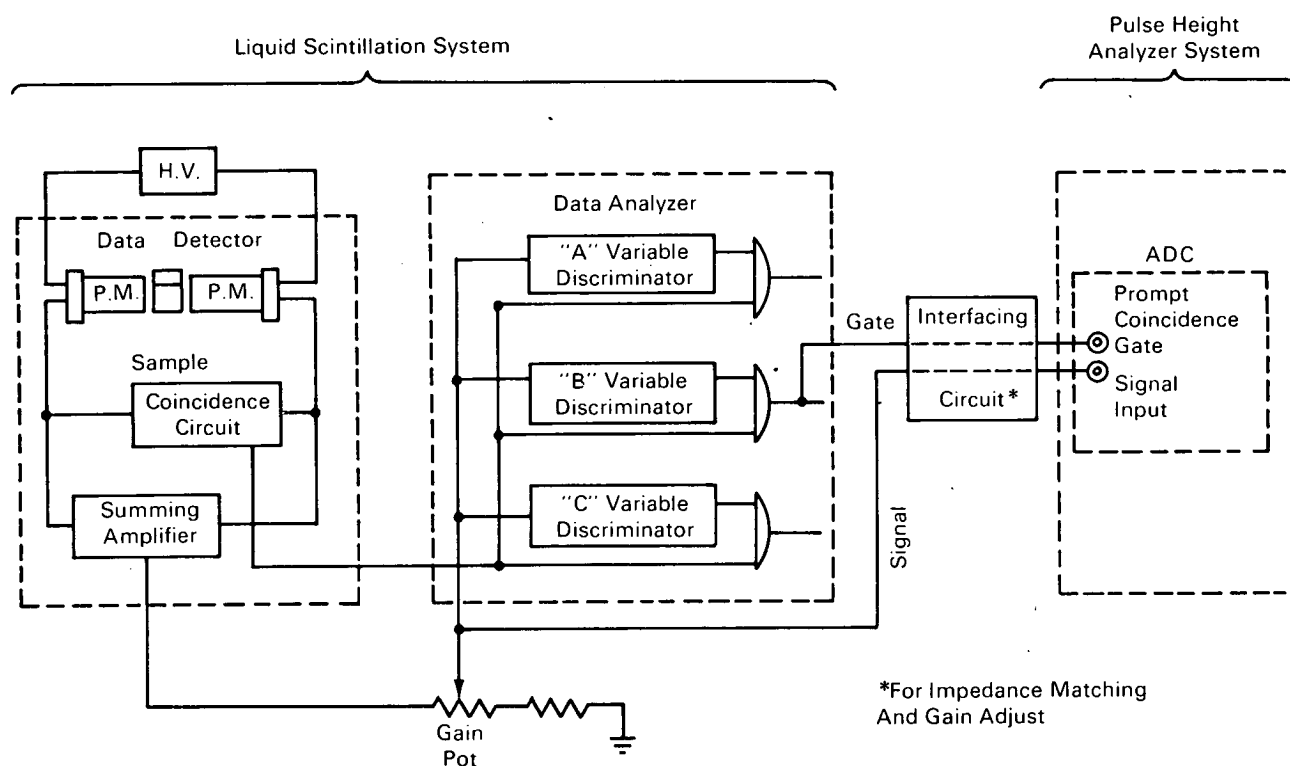 Liquid Scintillation System
Pulse Height
Analyzer System
H.V.
Data Detector
P.M.
P.M.
Sample
Coincidence
Circuit
Summing
Amplifier
Data Analyzer
"A" Variable
Discriminator
"B" Variable
Discriminator
"C" Variable
Discriminator
Gate
Signal
Interfacing
Circuit*
ADC
Prompt
Coincidence
Gate
Signal
Input
Gain
Pot
*For Impedance Matching
And Gain Adjust